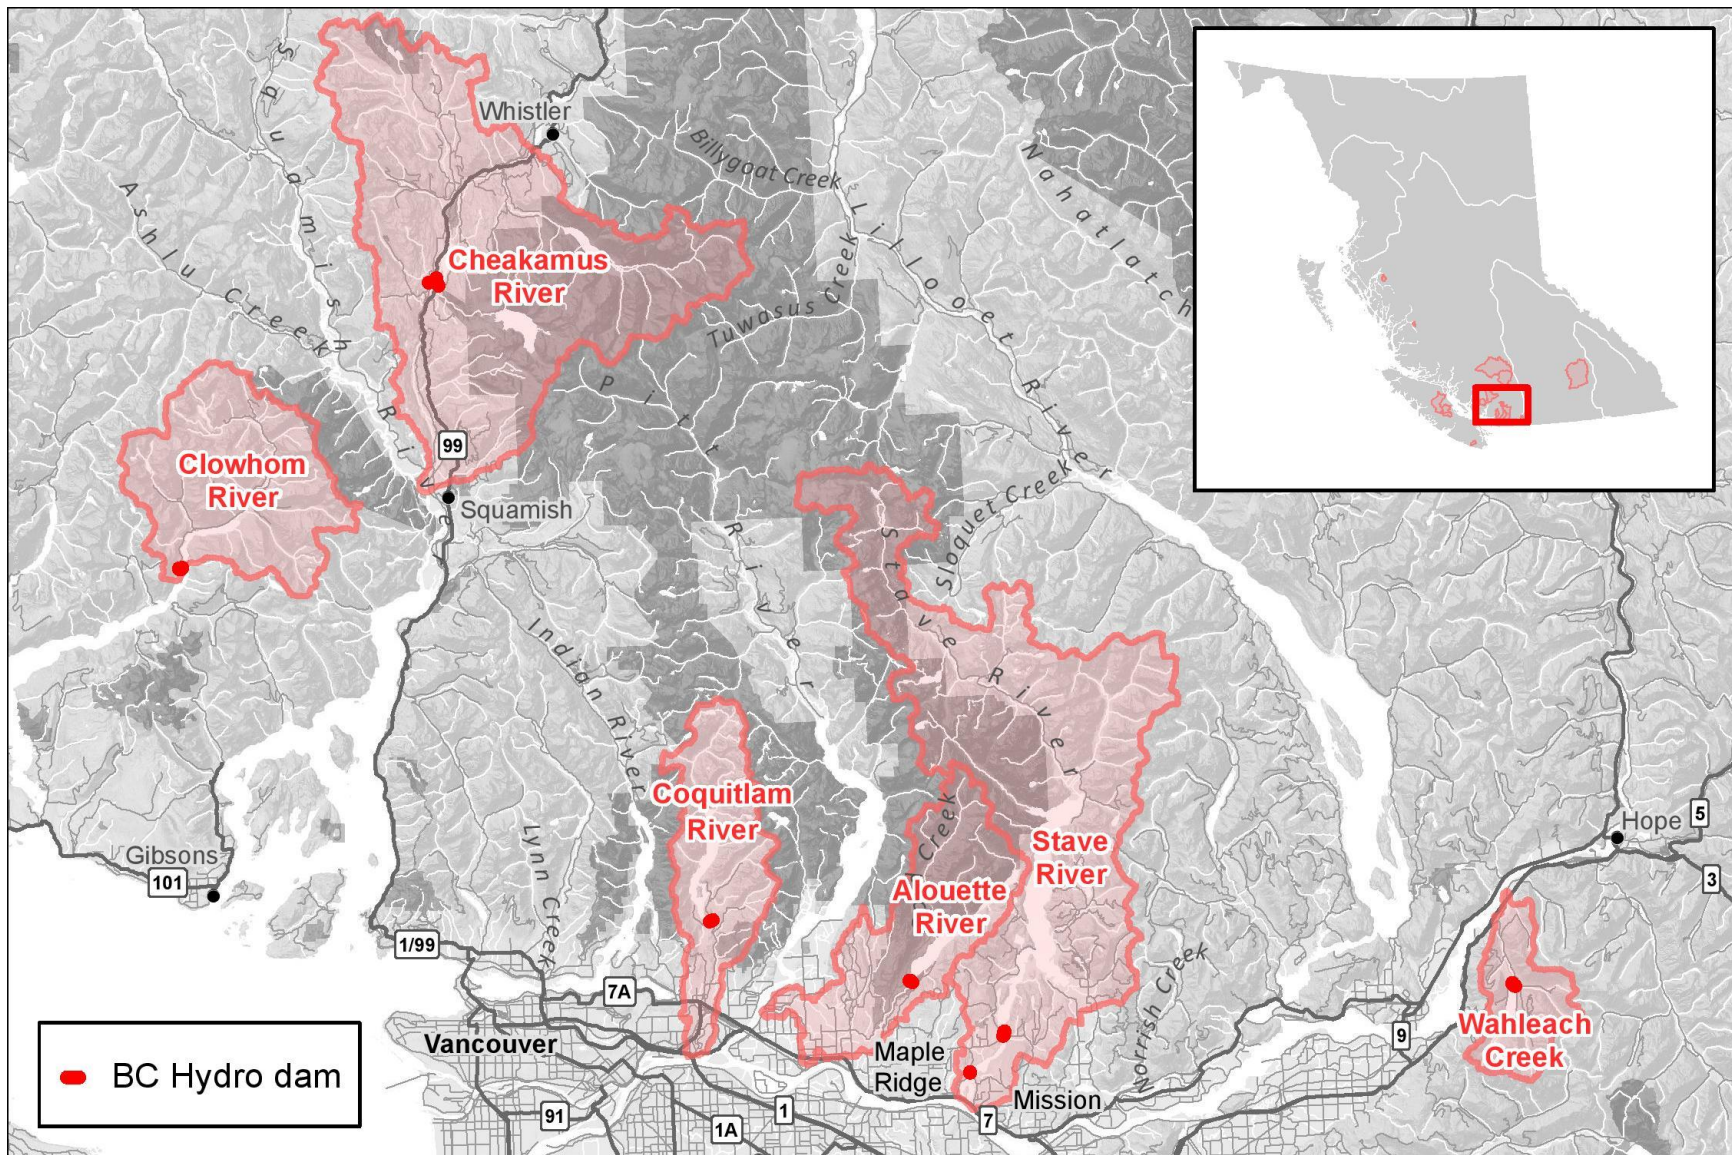 Squamish River
Whistler
Billygoat Creek
Nahatlatch
Ashlu Creek
Lillooet River
Cheakamus
River
Tuwasus Creek
Pitt River
99
Clowhom
River
Squamish
Sloquet Creek
Stave River
Indian River
Coquitlam
River
Lynn Creek
Creek
Stave
River
Hope
5
3
Gibsons
101
Alouette
River
1/99
7A
Norrish Creek
Wahleach
Creek
9
Vancouver
Maple
Ridge
Mission
BC Hydro dam
91
1A
1
7